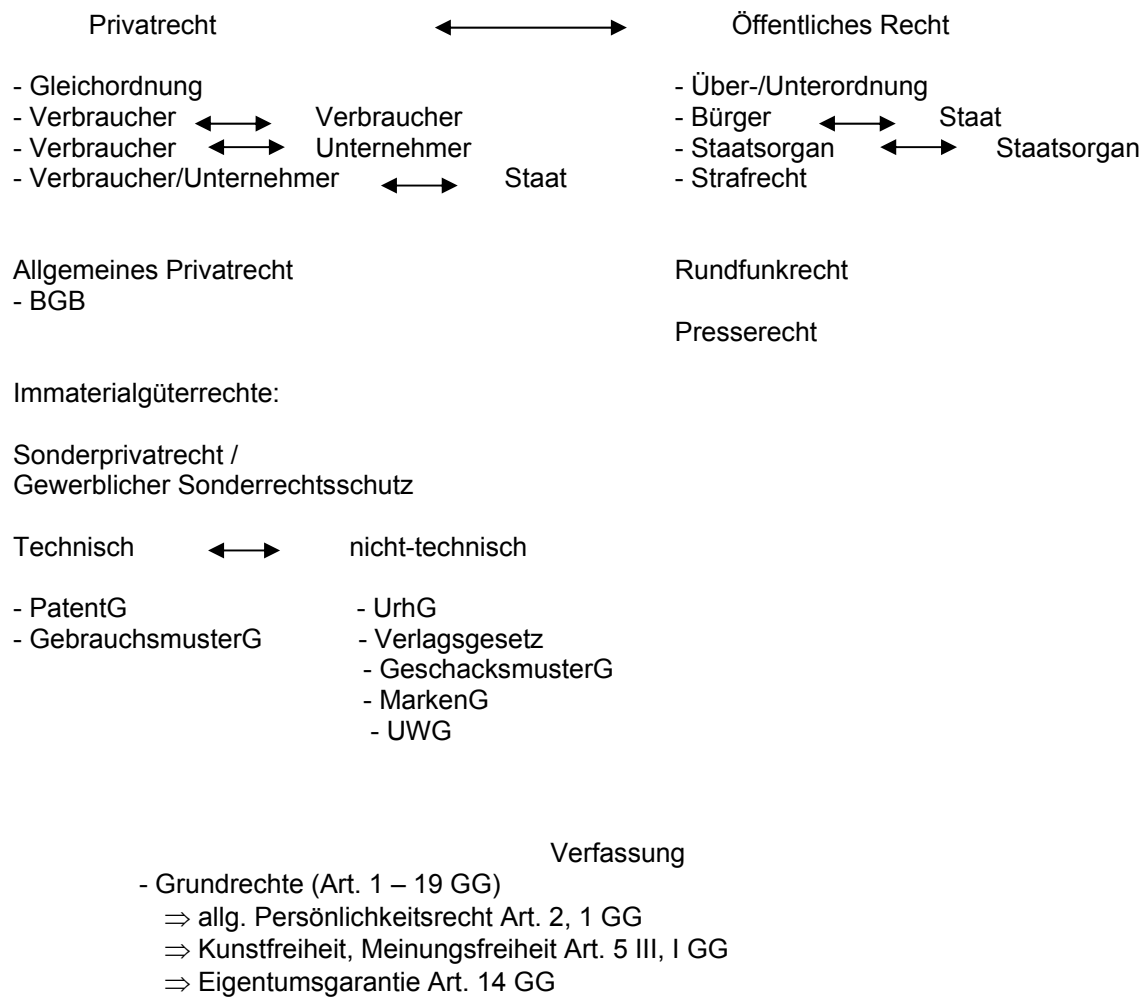 Privatrecht Öffentliches Recht
- Gleichordnung - Über-/Unterordnung
- Verbraucher Verbraucher - Bürger Staat
- Verbraucher Unternehmer - Staatsorgan Staatsorgan
- Verbraucher/Unternehmer Staat - Strafrecht
Allgemeines Privatrecht Rundfunkrecht
- BGB
Presserecht
Immaterialgüterrechte:
Sonderprivatrecht /
Gewerblicher Sonderrechtsschutz
Technisch nicht-technisch
- PatentG - UrhG
- GebrauchsmusterG - Verlagsgesetz
- GeschacksmusterG
- MarkenG
- UWG
Verfassung
- Grundrechte (Art. 1 – 19 GG)
⇒ allg. Persönlichkeitsrecht Art. 2, 1 GG
⇒ Kunstfreiheit, Meinungsfreiheit Art. 5 III, I GG
⇒ Eigentumsgarantie Art. 14 GG